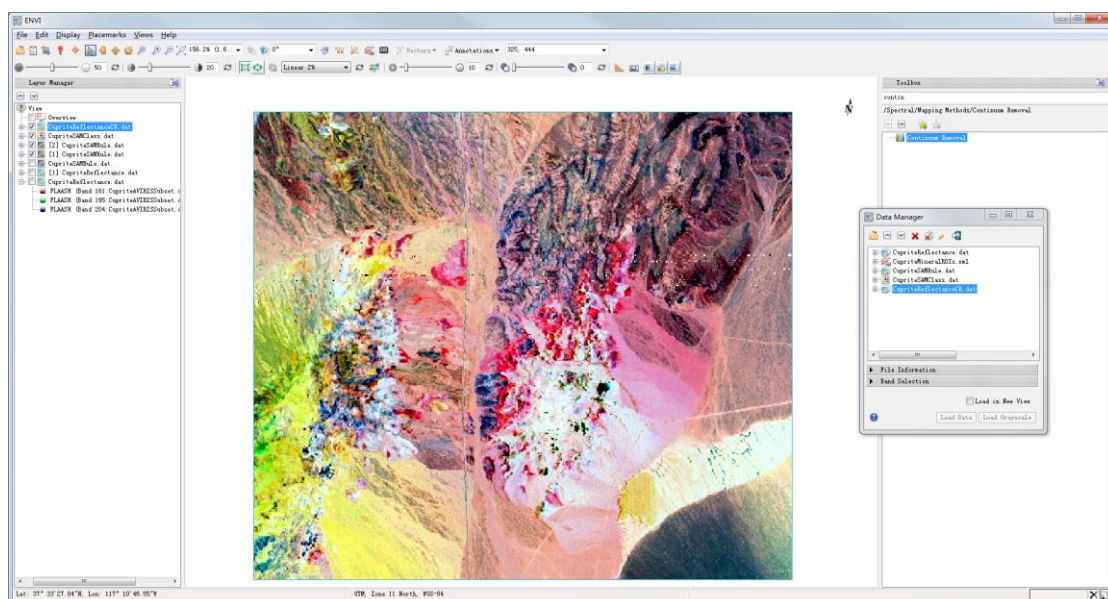 ENVI
File Edit Display Placemarks Views Help
0° Vectors Annotations 325, 444
50 20 Linear 2% 10 0
Layer Manager
View
Overview
CupriteReflectanceCR.dat
CupriteSAMClass.dat
[2] CupriteSAMRule.dat
[1] CupriteSAMRule.dat
CupriteSAMRule.dat
[1] CupriteReflectance.dat
CupriteReflectance.dat
FLAASH (Band 181:CupriteAVIRISSubset.
FLAASH (Band 195:CupriteAVIRISSubset.
FLAASH (Band 204:CupriteAVIRISSubset.
N
Toolbox
contin
/Spectral/Mapping Methods/Continuum Removal
Continuum Removal
Data Manager
CupriteReflectance.dat
CupriteMineralROIs.xml
CupriteSAMRule.dat
CupriteSAMClass.dat
CupriteReflectanceCR.dat
File Information
Band Selection
Load in New View
Load Data Load Grayscale
Lat: 37° 33'27.84"N, Lon: 117° 10'46.55"W UTM, Zone 11 North, WGS-84